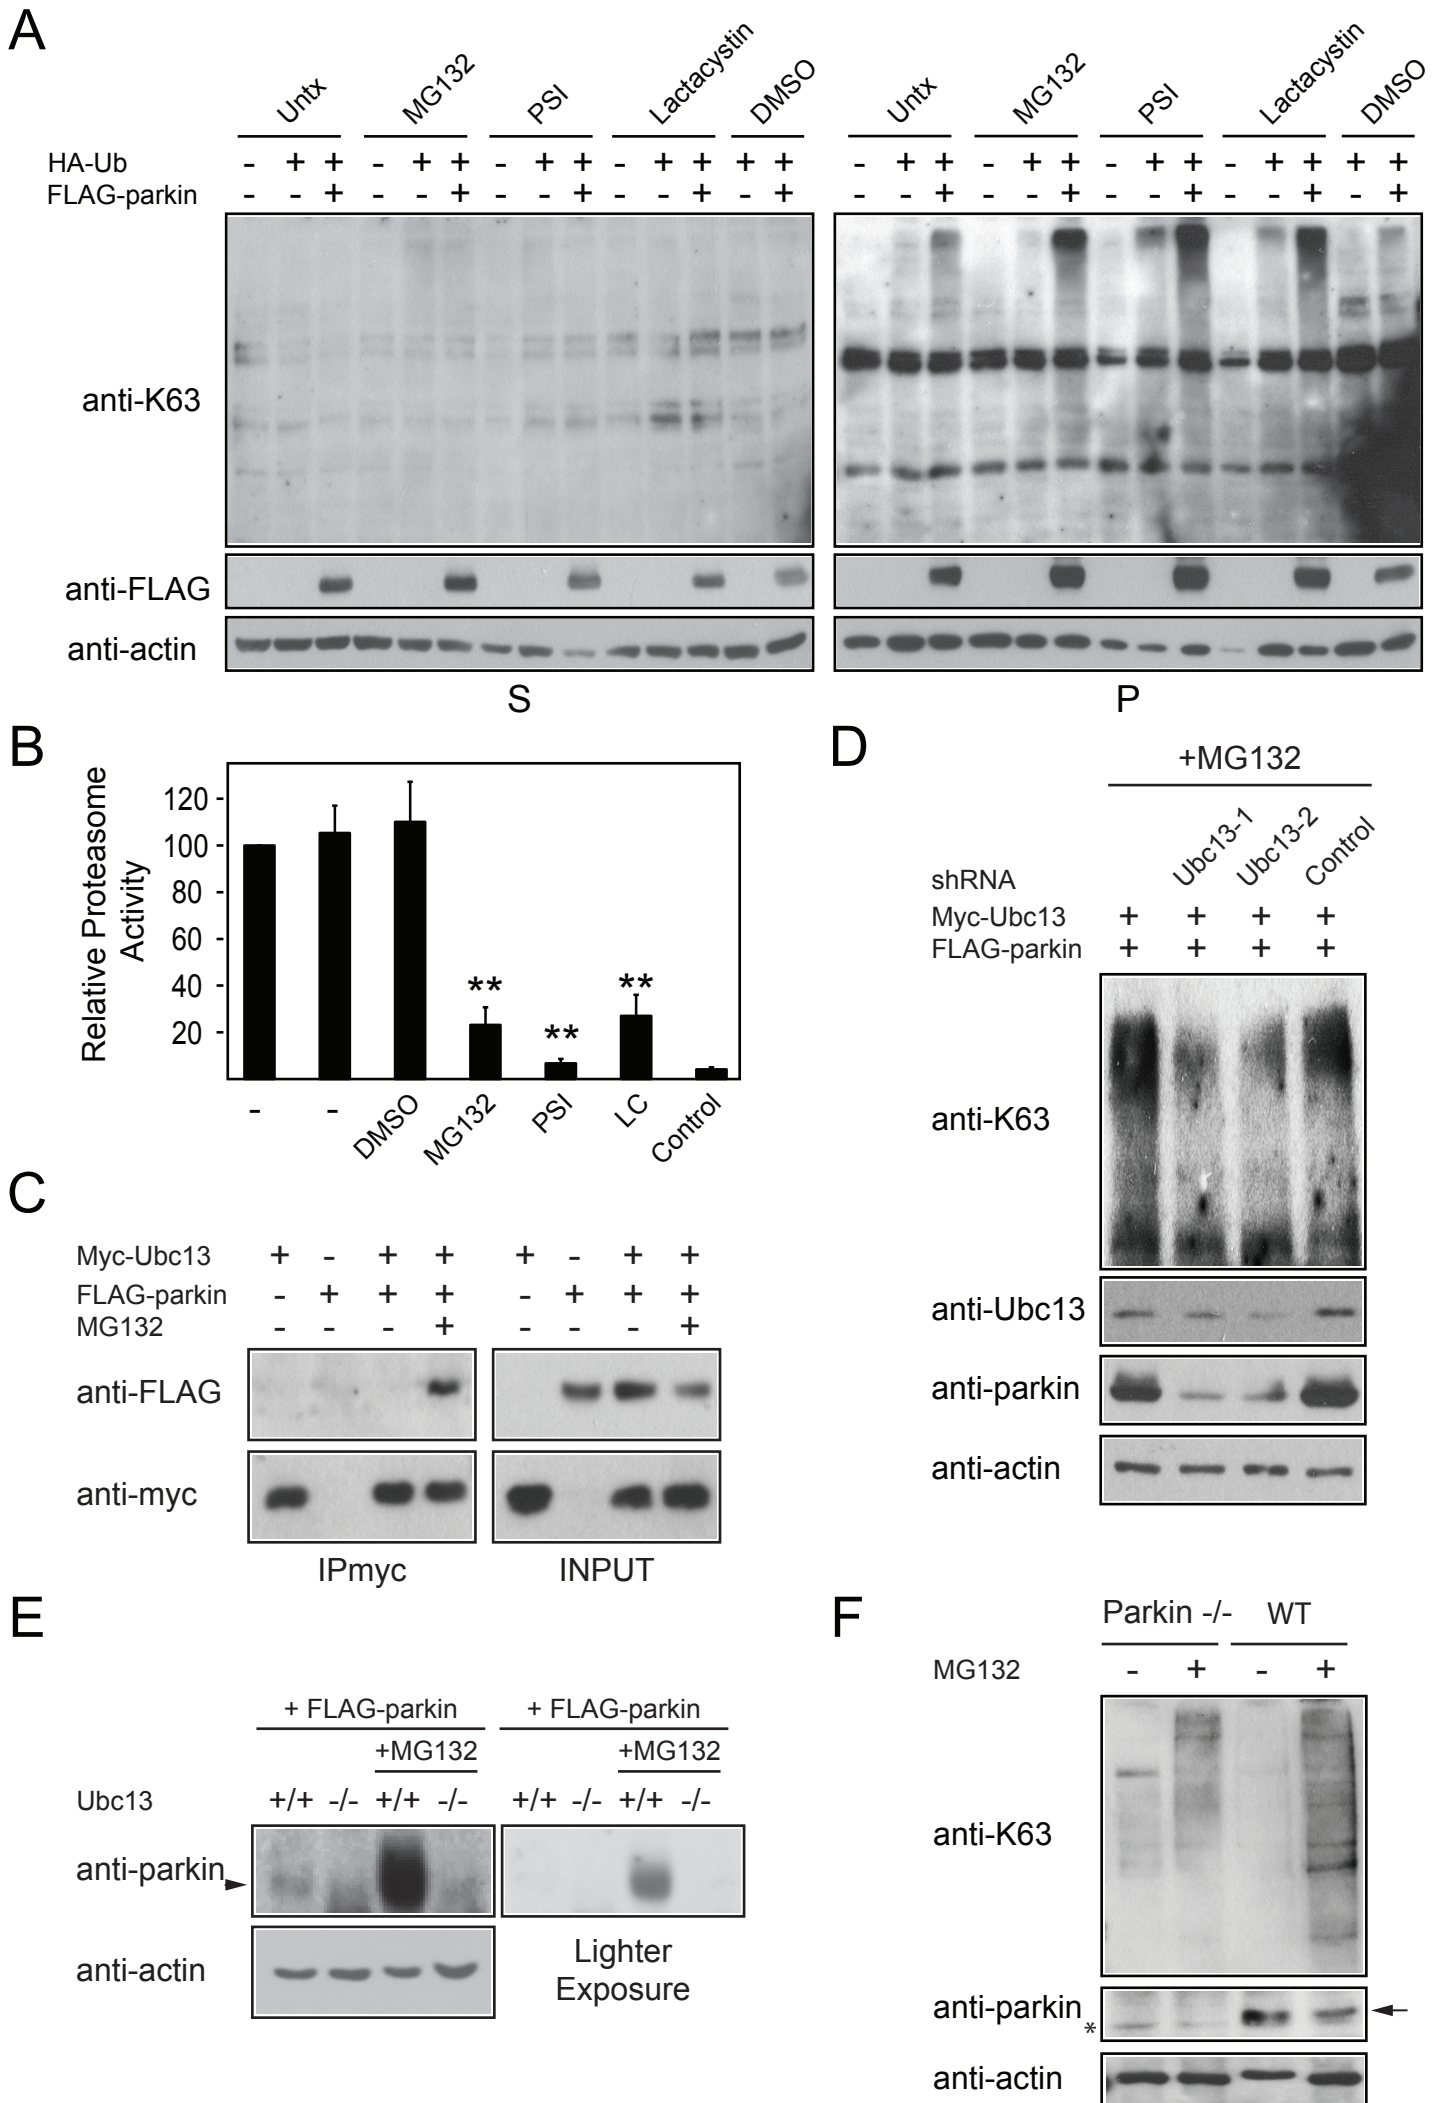 A
Untx MG132 PSI Lactacystin DMSO Untx MG132 PSI Lactacystin DMSO
HA-Ub - + + - + + - + + - + + + + - + + - + + - + + - + + + +
FLAG-parkin - - + - - + - - + - - + - + - - + - - + - - + - - + - +
anti-K63
anti-FLAG
anti-actin
S P
B
Relative Proteasome
Activity
120
100
80
60
40
20
** ** **
- - DMSO MG132 PSI LC Control
C
Myc-Ubc13 + - + + + - + +
FLAG-parkin - + + + - + + +
MG132 - - - + - - - +
anti-FLAG
anti-myc
IPmyc INPUT
D
+MG132
shRNA Ubc13-1 Ubc13-2 Control
Myc-Ubc13 + + + +
FLAG-parkin + + + +
anti-K63
anti-Ubc13
anti-parkin
anti-actin
E
+ FLAG-parkin + FLAG-parkin
+MG132 +MG132
Ubc13 +/+ -/- +/+ -/- +/+ -/- +/+ -/-
anti-parkin
anti-actin
Lighter
Exposure
F
Parkin -/- WT
MG132 - + - +
anti-K63
anti-parkin
*
anti-actin